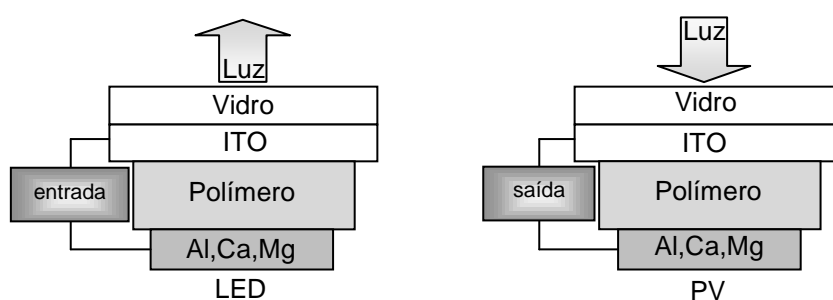 Luz
Vidro
ITO
entrada
Polímero
Al,Ca,Mg
LED
Luz
Vidro
ITO
saída
Polímero
Al,Ca,Mg
PV